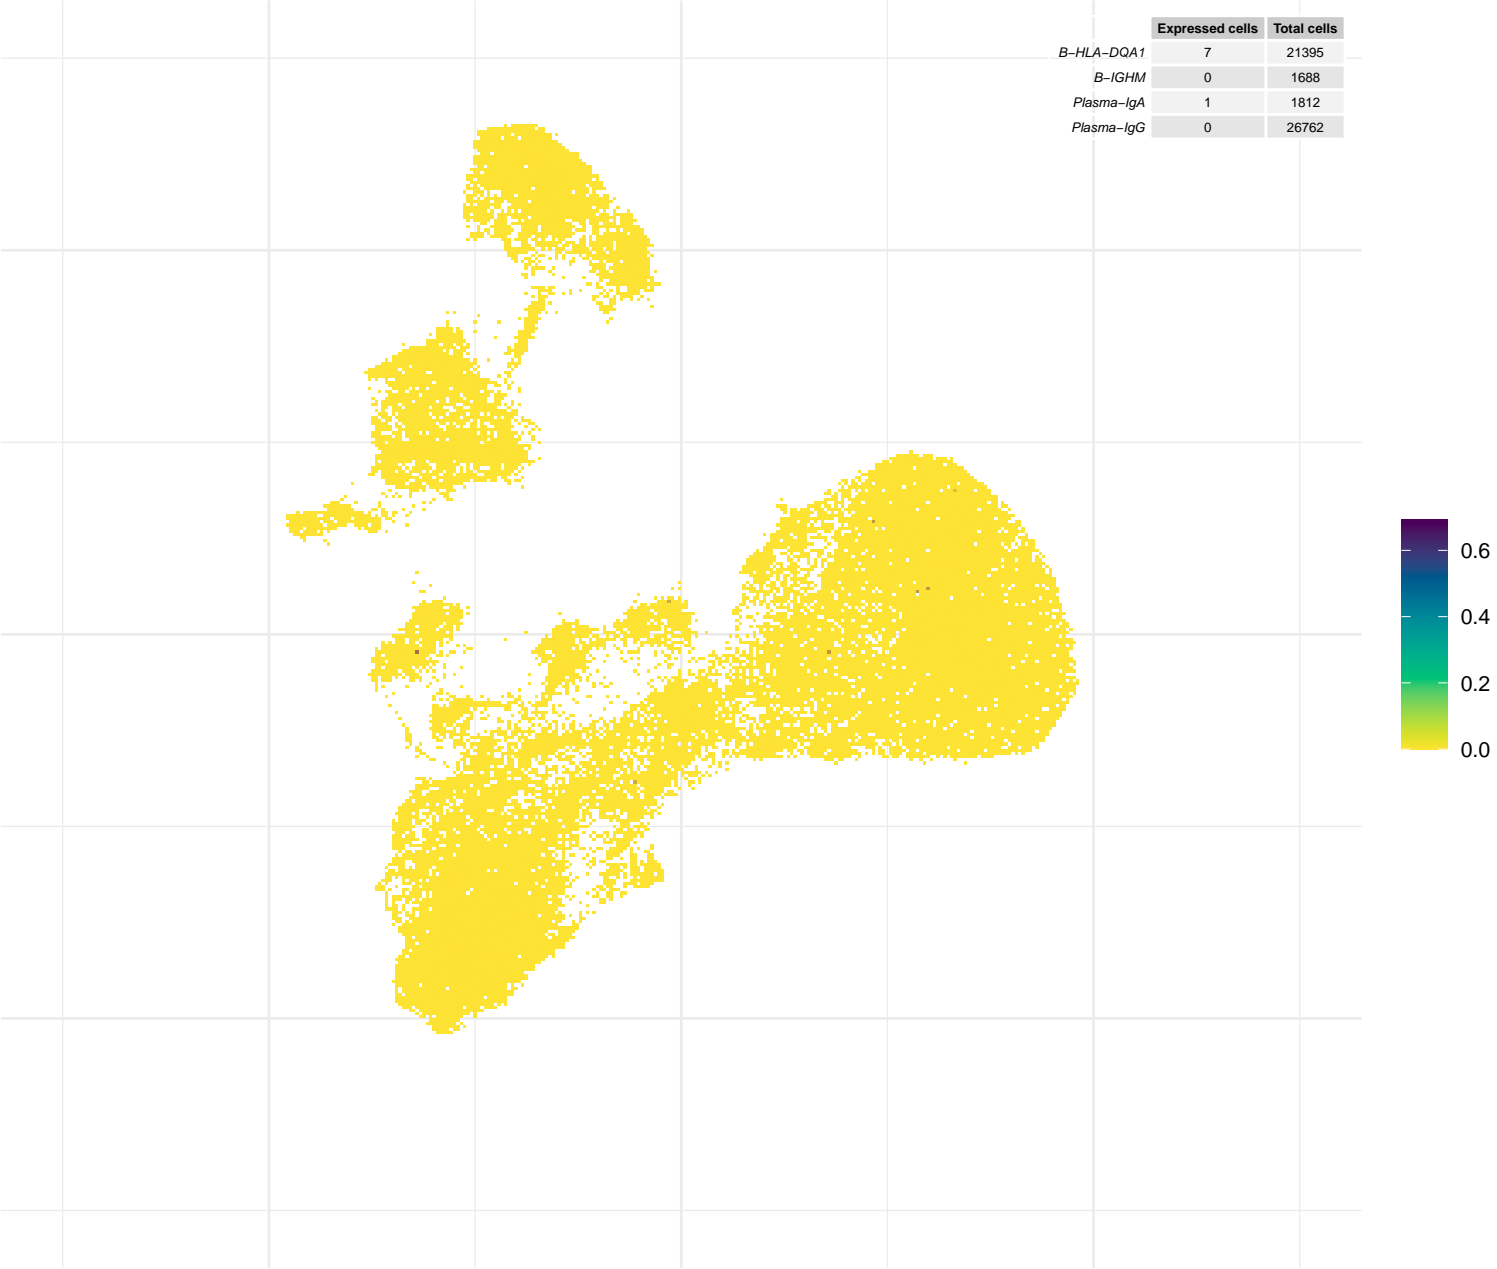 Expressed cells Total cells
B−HLA−DQA1 7 21395
B−IGHM 0 1688
Plasma−IgA 1 1812
Plasma−IgG 0 26762
0.6
0.4
0.2
0.0